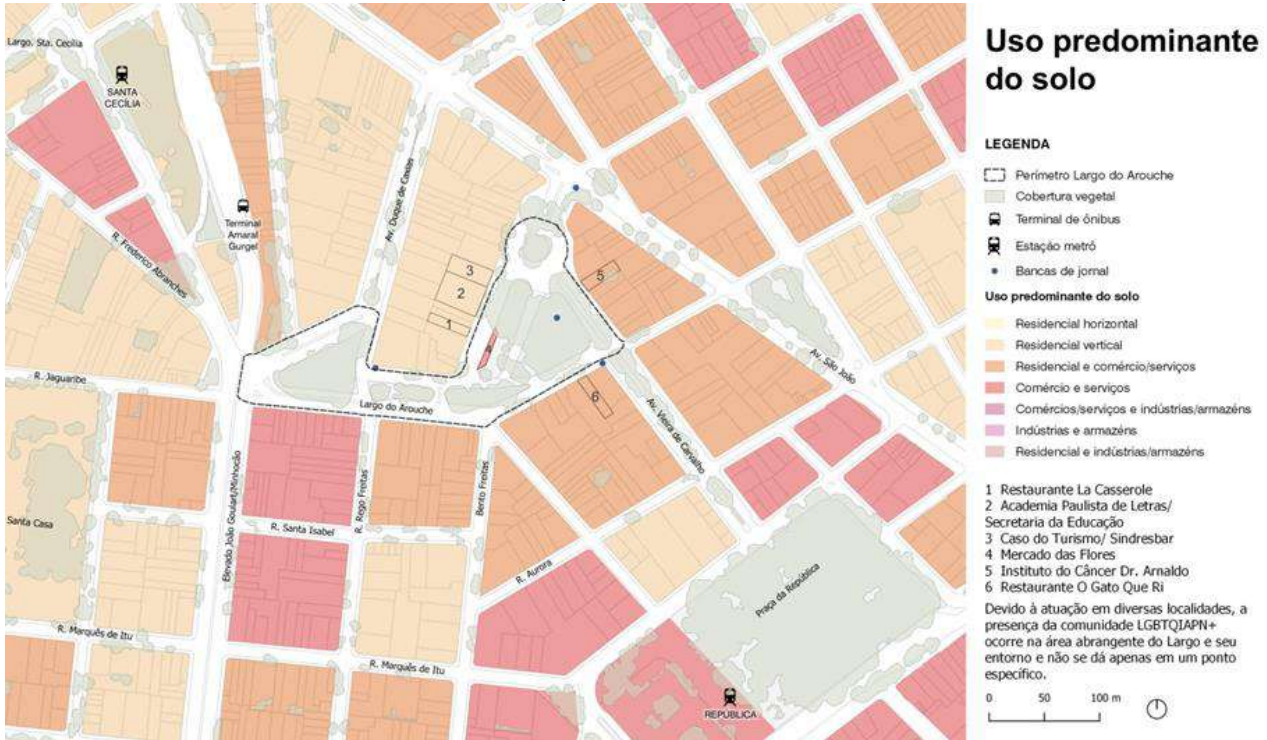 Uso predominante
do solo
LEGENDA
Perímetro Largo do Arouche
Cobertura vegetal
Terminal de ônibus
Estação metrô
Bancas de jornal
Uso predominante do solo
Residencial horizontal
Residencial vertical
Residencial e comércio/serviços
Comércio e serviços
Comércios/serviços e indústrias/armazéns
Indústrias e armazéns
Residencial e indústrias/armazéns
1 Restaurante La Casserole
2 Academia Paulista de Letras/
Secretaria da Educação
3 Caso do Turismo/ Sindresbar
4 Mercado das Flores
5 Instituto do Câncer Dr. Arnaldo
6 Restaurante O Gato Que Ri
Devido à atuação em diversas localidades, a
presença da comunidade LGBTQIAPN+
ocorre na área abrangente do Largo e seu
entorno e não se dá apenas em um ponto
específico.
0 50 100 m
Largo. Sta. Cecília
SANTA
CECÍLIA
Terminal
Amaral
Gurgel
R. Frederico Abranches
Av. Duque de Caxias
3
2
1
5
6
R. Jaguaribe
Largo do Arouche
Av. São João
Av. Vieira de Carvalho
Elevado João Goulart/Minhocão
R. Rego Freitas
Bento Freitas
Santa Casa
R. Santa Isabel
R. Aurora
Praça da República
R. Marquês de Itu
R. Marquês de Itu
REPÚBLICA